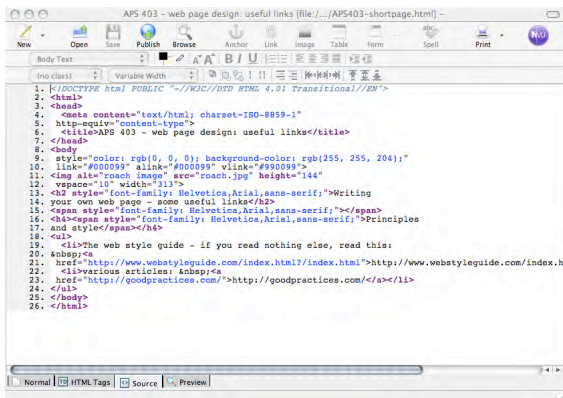 APS 403 – web page design: useful links [file:/.../APS403-shortpage.html] –
New Open Save Publish Browse Anchor Link Image Table Form Spell Print Nvu
Body Text B I U
(no class) Variable Width
1. <!DOCTYPE html PUBLIC "-//W3C//DTD HTML 4.01 Transitional//EN">
2. <html>
3. <head>
4. <meta content="text/html; charset=ISO-8859-1"
5. http-equiv="content-type">
6. <title>APS 403 - web page design: useful links</title>
7. </head>
8. <body
9. style="color: rgb(0, 0, 0); background-color: rgb(255, 255, 204);"
10. link="#000099" alink="#000099" vlink="#990099">
11. <img alt="roach image" src="roach.jpg" height="144"
12. vspace="10" width="313">
13. <h2 style="font-family: Helvetica,Arial,sans-serif;">Writing
14. your own web page - some useful links</h2>
15. <span style="font-family: Helvetica,Arial,sans-serif;"></span>
16. <h4><span style="font-family: Helvetica,Arial,sans-serif;">Principles
17. and style</span></h4>
18. <ul>
19. <li>The web style guide - if you read nothing else, read this:
20. &nbsp;<a
21. href="http://www.webstyleguide.com/index.html?/index.html">http://www.webstyleguide.com/index.h
22. <li>various articles: &nbsp;<a
23. href="http://goodpractices.com/">http://goodpractices.com/</a></li>
24. </ul>
25. </body>
26. </html>
Normal TD HTML Tags Source Preview